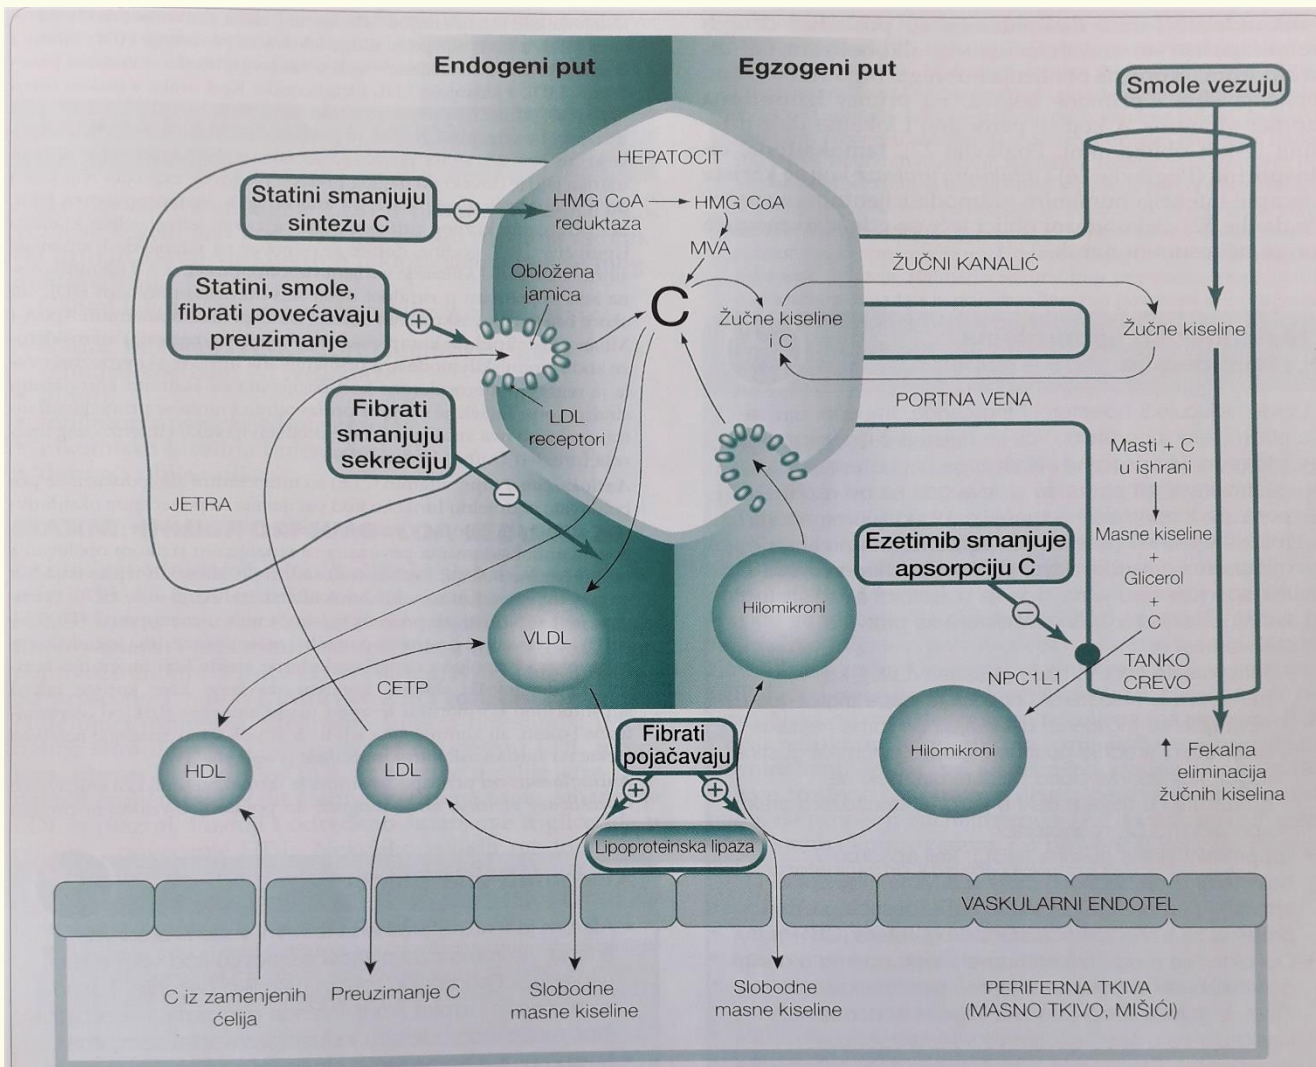 Endogeni put
Egzogeni put
Smole vezuju
HEPATOCIT
Statini smanjuju
sintezu C
−
HMG CoA
reduktaza
HMG CoA
MVA
ŽUČNI KANALIĆ
Obložena
jamica
Statini, smole,
fibrati povećavaju
preuzimanje
+
C
Žučne kiseline
i C
Žučne kiseline
PORTNA VENA
Fibrati
smanjuju
sekreciju
−
LDL
receptori
JETRA
Masti + C
u ishrani
Masne kiseline
+
Glicerol
+
C
Ezetimib smanjuje
apsorpciju C
−
Hilomikroni
VLDL
CETP
NPC1L1
TANKO
CREVO
HDL
LDL
Fibrati
pojačavaju
+
+
Hilomikroni
↑ Fekalna
eliminacija
žučnih kiselina
Lipoproteinska lipaza
VASKULARNI ENDOTEL
C iz zamenjenih
ćelija
Preuzimanje C
Slobodne
masne kiseline
Slobodne
masne kiseline
PERIFERNA TKIVA
(MASNO TKIVO, MIŠIĆI)